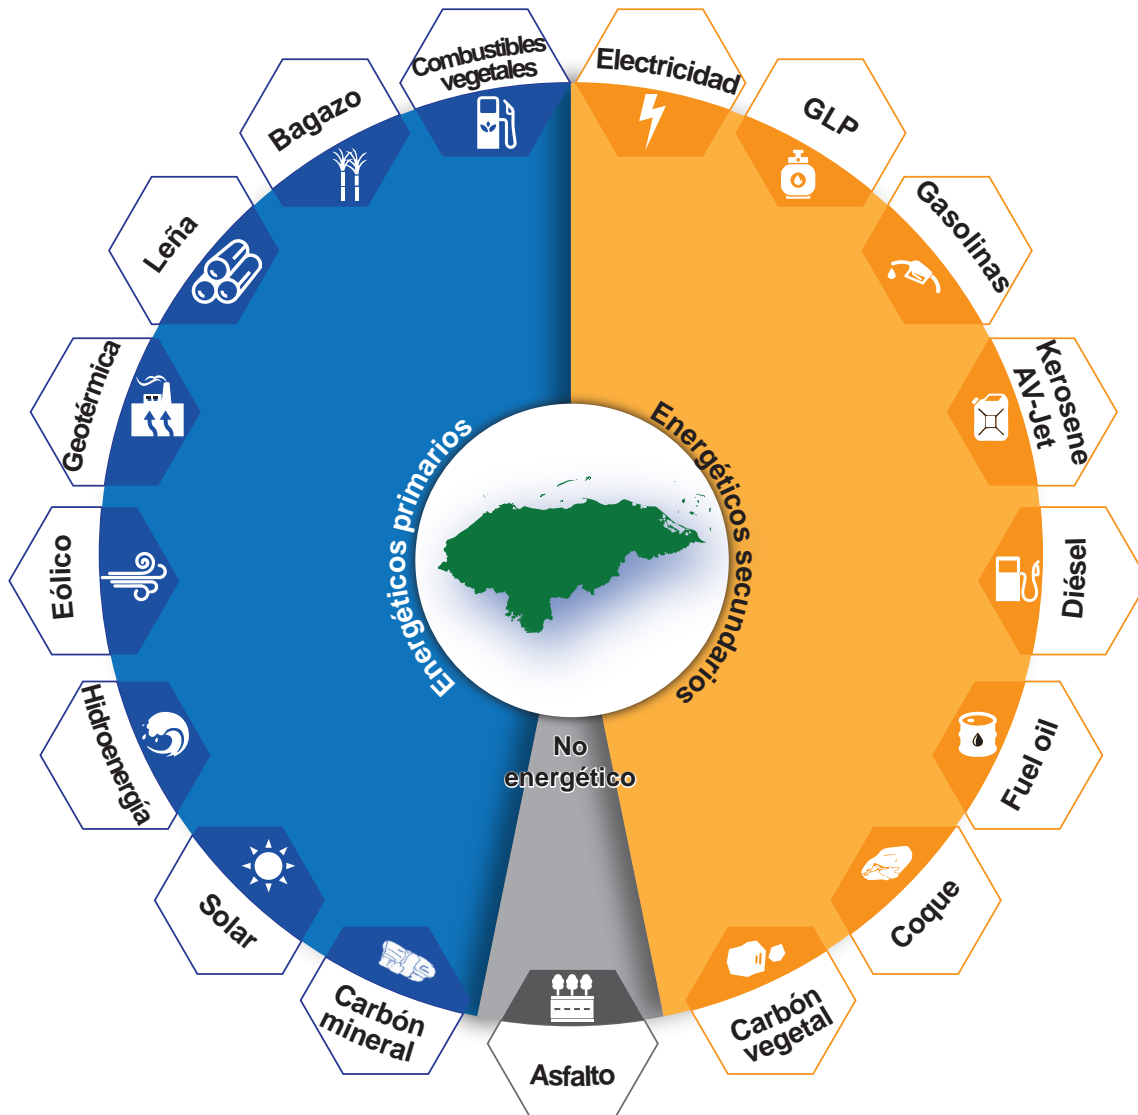 Combustibles
vegetales
Electricidad
Bagazo
GLP
Leña
Gasolinas
Geotérmica
Kerosene
AV-Jet
Energéticos primarios
Energéticos secundarios
Eólico
Diésel
Hidroenergía
Fuel oil
No
energético
Solar
Coque
Carbón
mineral
Carbón
vegetal
Asfalto